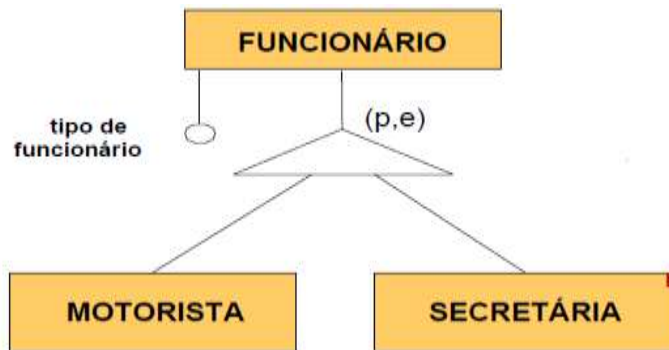 FUNCIONÁRIO
(p,e)
tipo de
funcionário
MOTORISTA
SECRETÁRIA